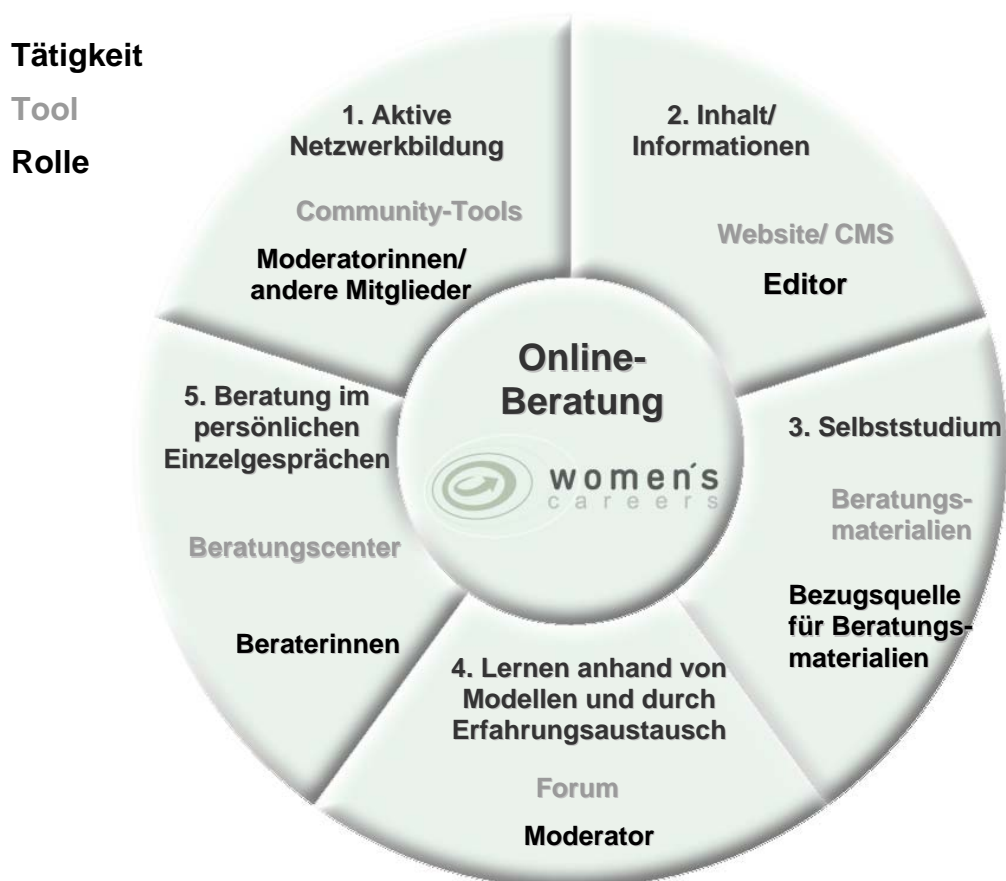 Tätigkeit
Tool
Rolle
1. Aktive
Netzwerkbildung
Community-Tools
Moderatorinnen/
andere Mitglieder
2. Inhalt/
Informationen
Website/ CMS
Editor
3. Selbststudium
Beratungs-
materialien
Bezugsquelle
für Beratungs-
materialien
4. Lernen anhand von
Modellen und durch
Erfahrungsaustausch
Forum
Moderator
5. Beratung im
persönlichen
Einzelgesprächen
Beratungscenter
Beraterinnen
Online-
Beratung
women´s
careers